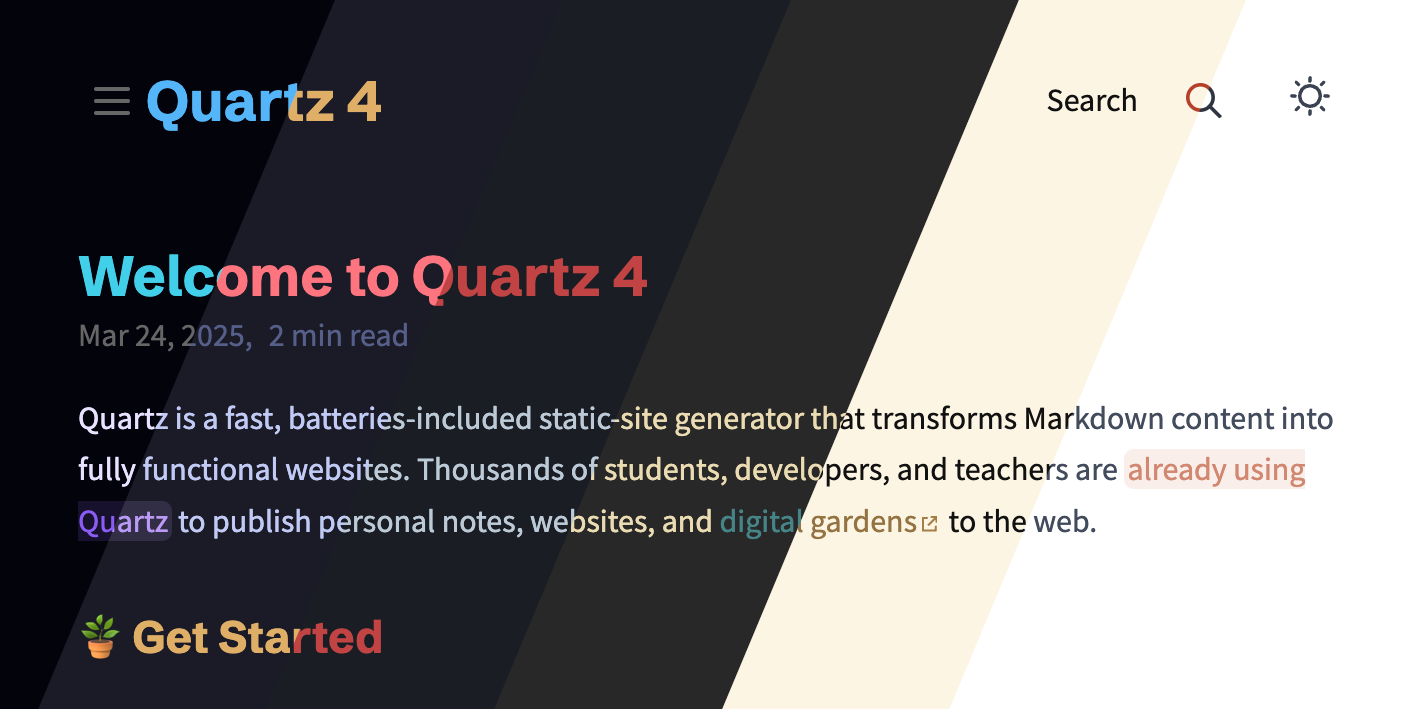 Quartz 4
Search
Welcome to Quartz 4
Mar 24, 2025, 2 min read
Quartz is a fast, batteries-included static-site generator that transforms Markdown content into
fully functional websites. Thousands of students, developers, and teachers are already using
Quartz to publish personal notes, websites, and digital gardens to the web.
🪴 Get Started